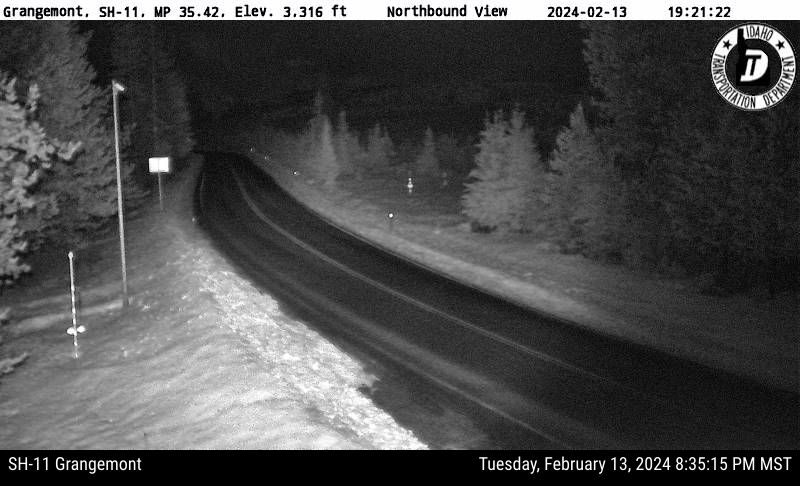 Grangemont, SH-11, MP 35.42, Elev. 3,316 ft Northbound View 2024-02-13 19:21:22
IDAHO
TRANSPORTATION DEPARTMENT
SH-11 Grangemont Tuesday, February 13, 2024 8:35:15 PM MST